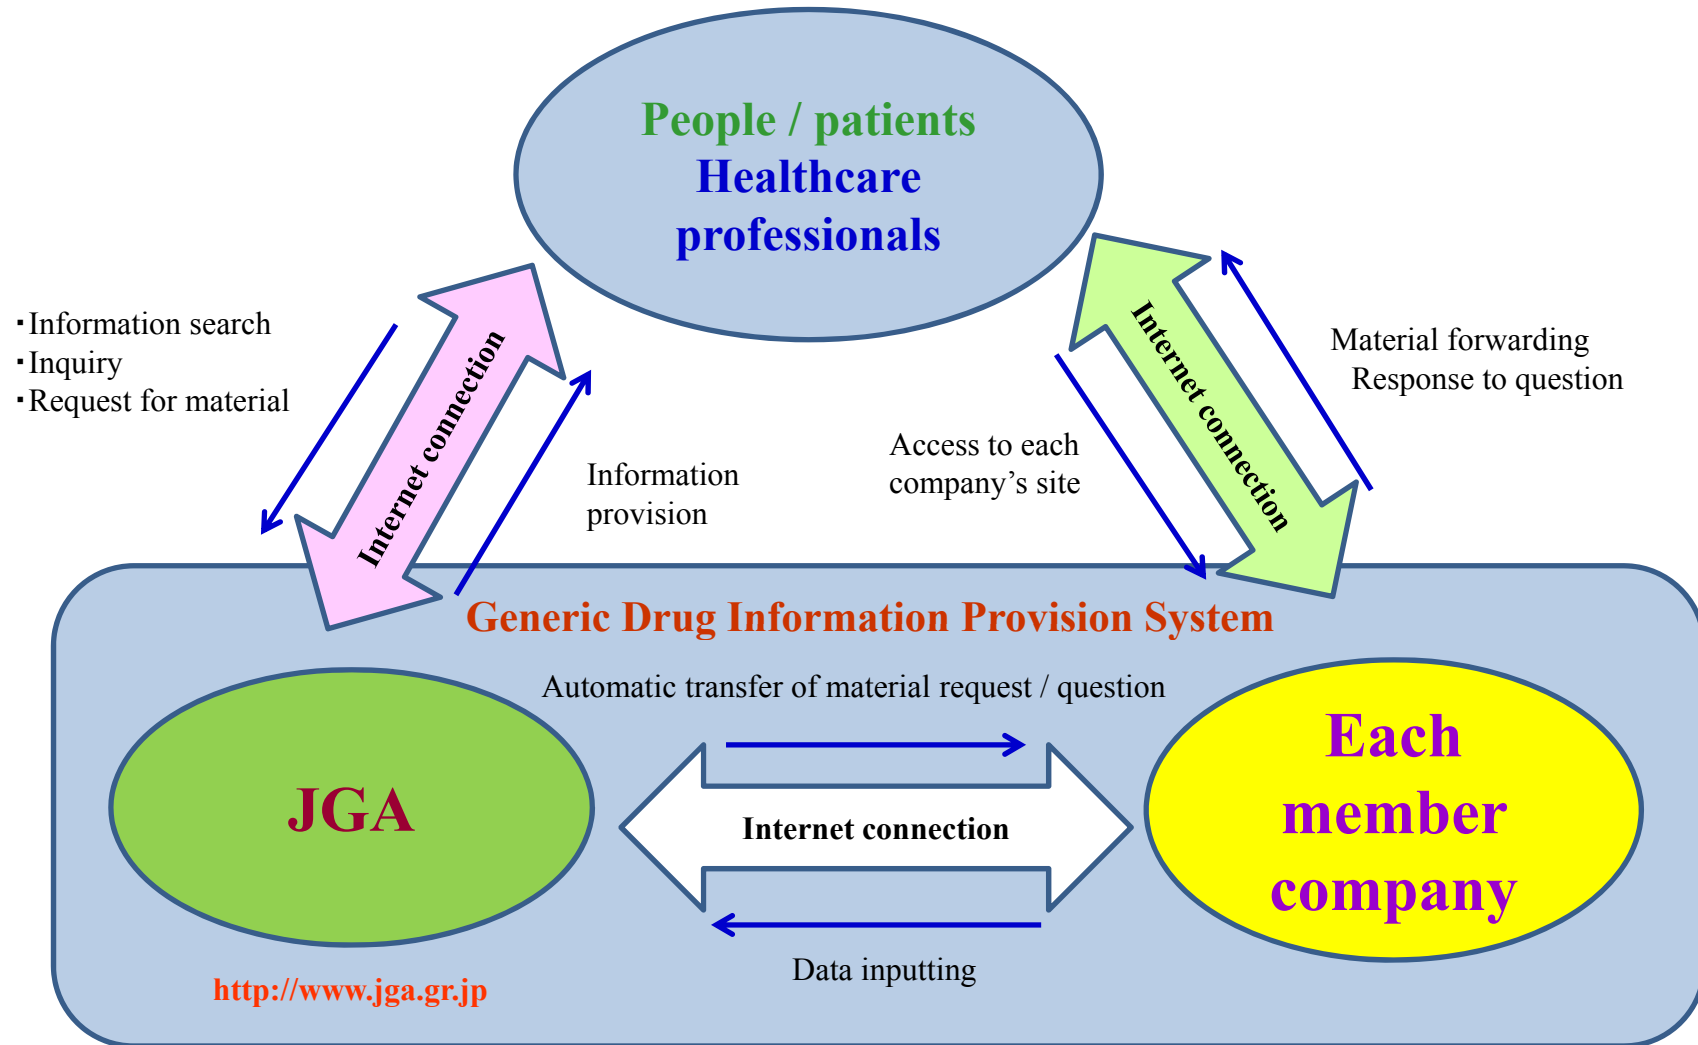 People / patients
Healthcare
professionals
・Information search
・Inquiry
・Request for material
Internet connection
Information
provision
Access to each
company’s site
Internet connection
Material forwarding
Response to question
Generic Drug Information Provision System
Automatic transfer of material request / question
JGA
Internet connection
Each
member
company
Data inputting
http://www.jga.gr.jp